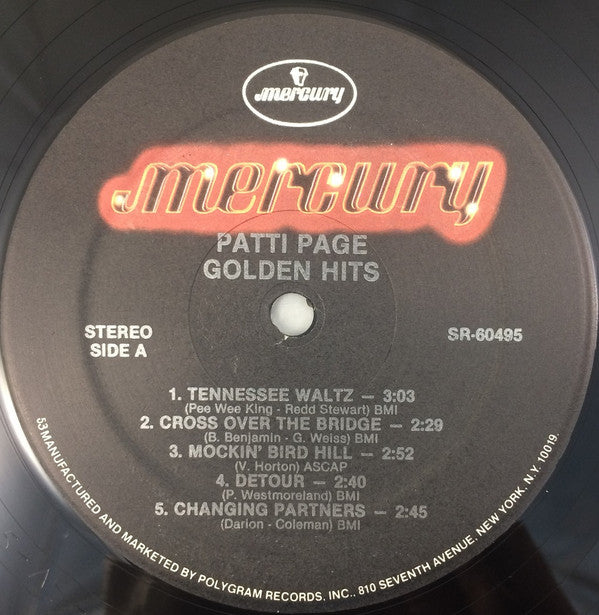 mercury
mercury
PATTI PAGE
GOLDEN HITS
STEREO
SIDE A
SR-60495
1. TENNESSEE WALTZ — 3:03
(Pee Wee King - Redd Stewart) BMI
2. CROSS OVER THE BRIDGE — 2:29
(B. Benjamin - G. Weiss) BMI
3. MOCKIN' BIRD HILL — 2:52
(V. Horton) ASCAP
4. DETOUR — 2:40
(P. Westmoreland) BMI
5. CHANGING PARTNERS — 2:45
(Darion - Coleman) BMI
53 MANUFACTURED AND MARKETED BY POLYGRAM RECORDS, INC., 810 SEVENTH AVENUE, NEW YORK, N.Y. 10019